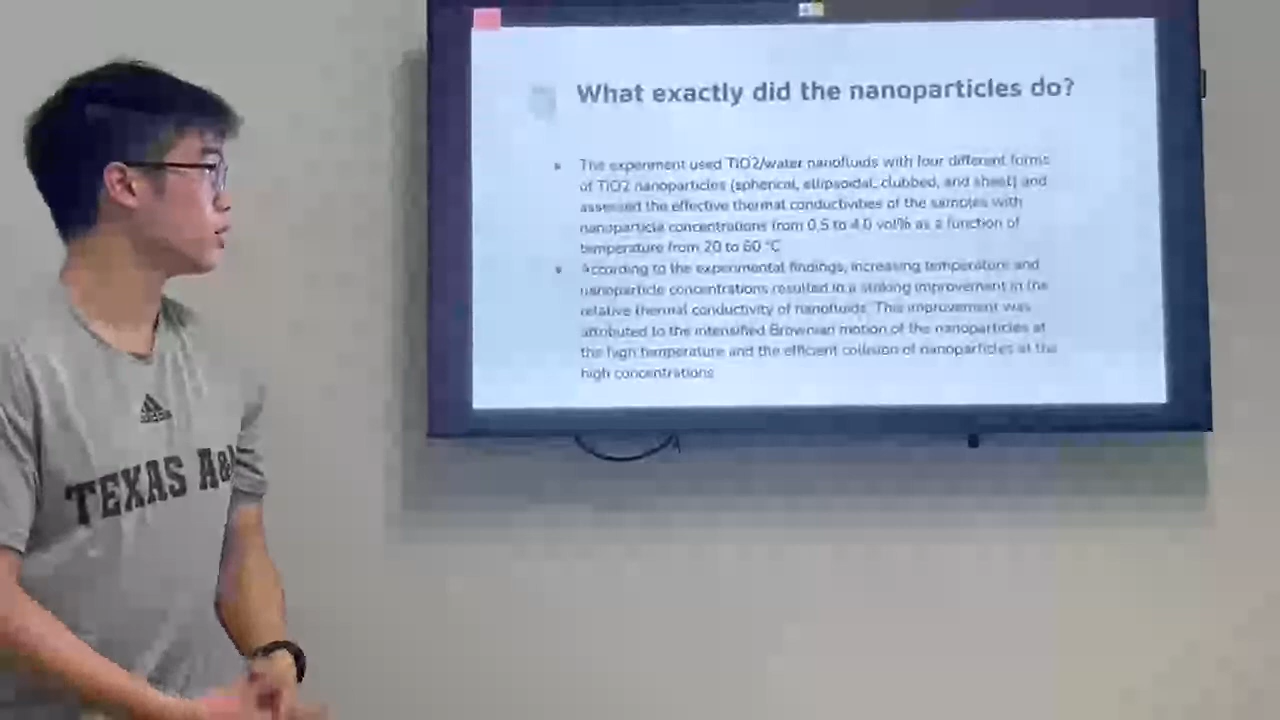 What exactly did the nanoparticles do?
The experiment used TiO2/water nanofluids with four different forms
of TiO2 nanoparticles (spherical, ellipsoidal, clubbed, and sheet) and
assessed the effective thermal conductivities of the samples with
nanoparticle concentrations from 0.5 to 4.0 vol% as a function of
temperature from 20 to 60 °C
According to the experimental findings, increasing temperature and
nanoparticle concentrations resulted in a striking improvement in the
relative thermal conductivity of nanofluids. This improvement was
attributed to the intensified Brownian motion of the nanoparticles at
the high temperature and the efficient collision of nanoparticles at the
high concentrations
adidas
TEXAS A&M